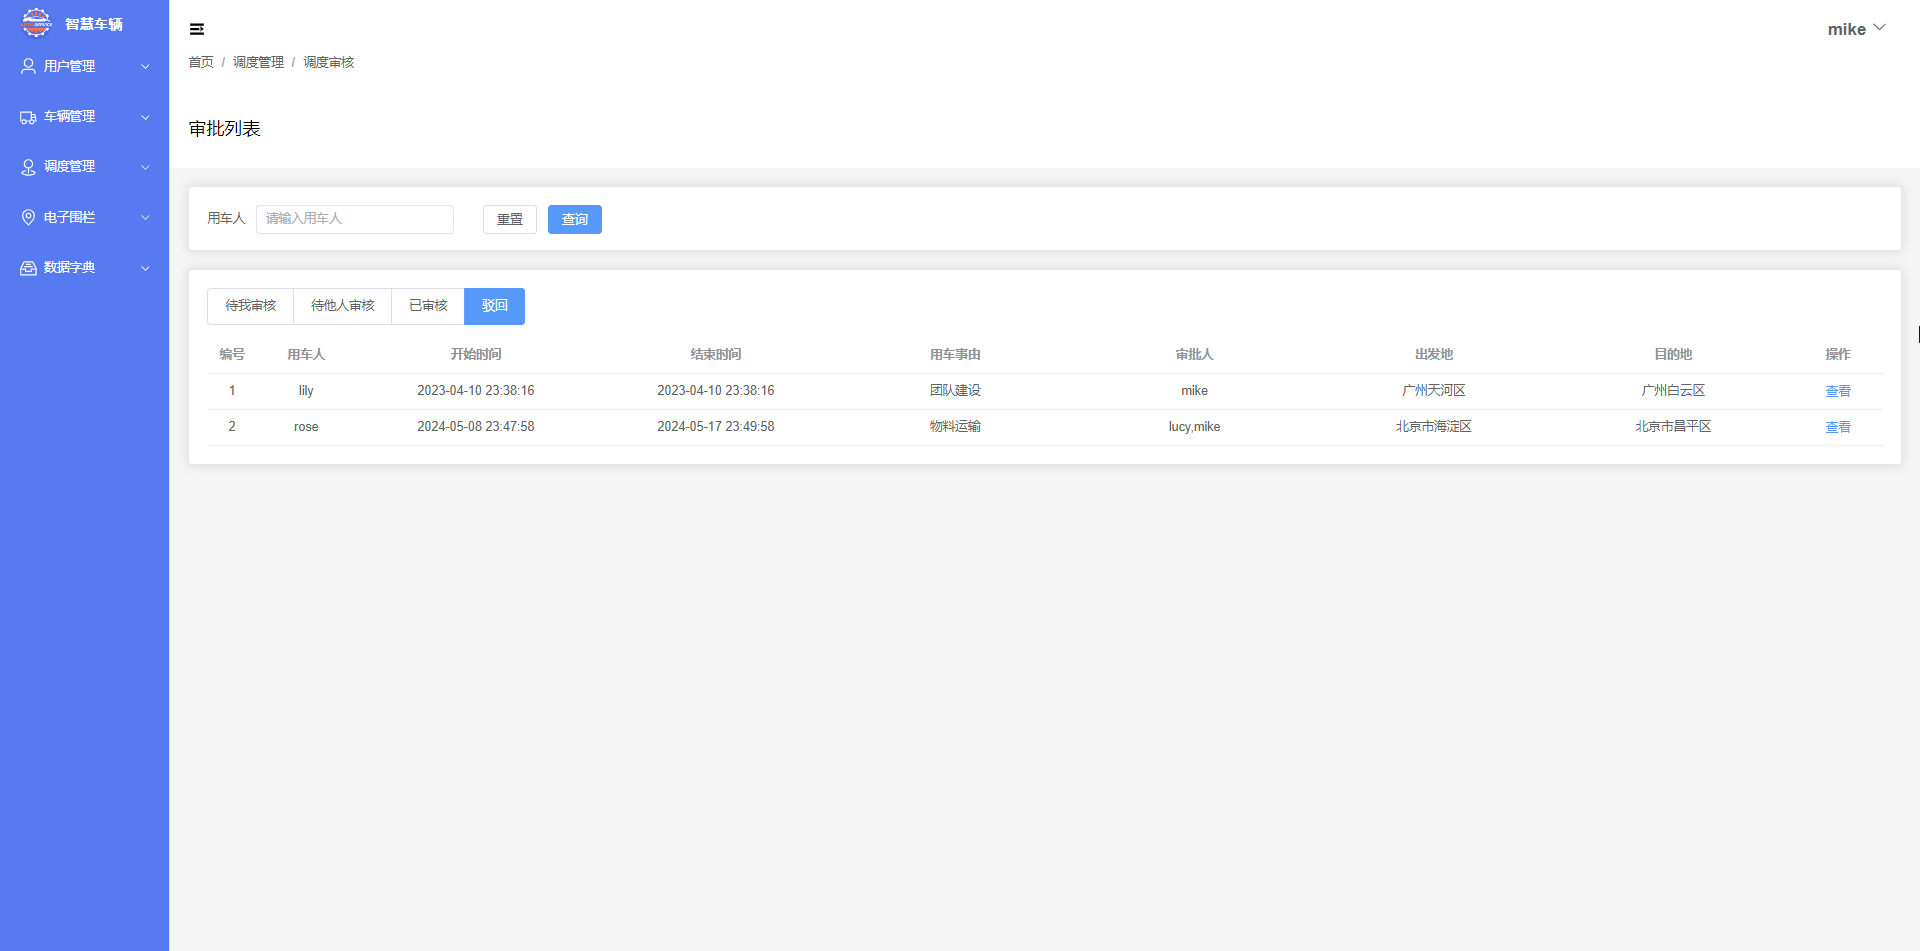 智慧车辆
用户管理
车辆管理
调度管理
电子围栏
数据字典
mike
首页 / 调度管理 / 调度审核
审批列表
用车人 请输入用车人 重置 查询
待我审核 待他人审核 已审核 驳回
编号 用车人 开始时间 结束时间 用车事由 审批人 出发地 目的地 操作
1 lily 2023-04-10 23:38:16 2023-04-10 23:38:16 团队建设 mike 广州天河区 广州白云区 查看
2 rose 2024-05-08 23:47:58 2024-05-17 23:49:58 物料运输 lucy,mike 北京市海淀区 北京市昌平区 查看